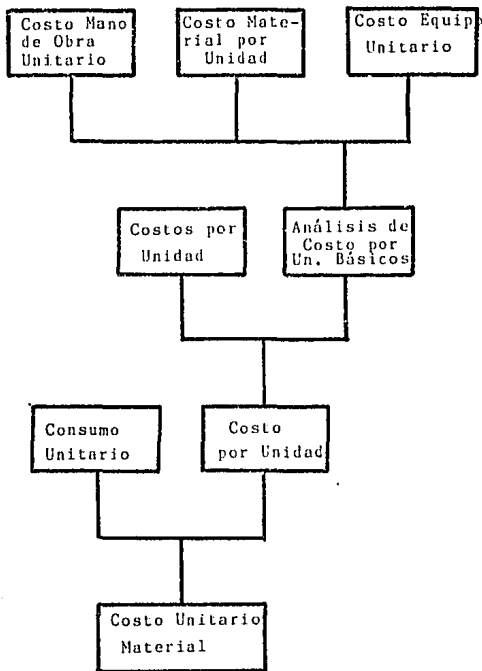 Costo Mano
de Obra
Unitario
Costo Mate-
rial por
Unidad
Costo Equip
Unitario
Costos por
Unidad
Análisis de
Costo por
Un. Básicos
Consumo
Unitario
Costo
por Unidad
Costo Unitario
Material